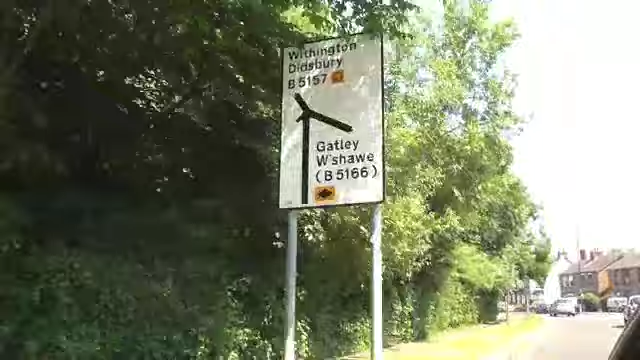 Withington
Didsbury
B 5157
Gatley
W'shawe
(B 5166)